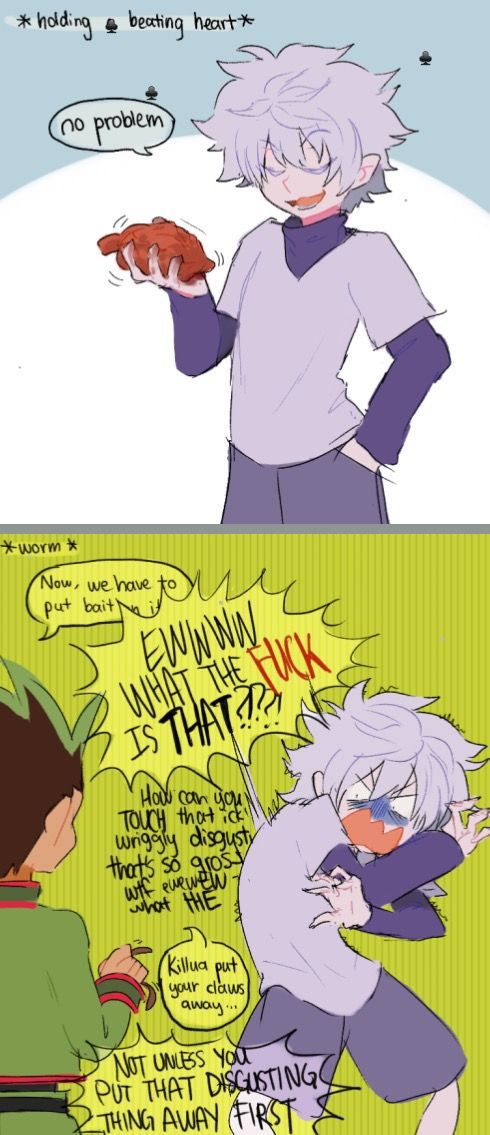 *holding beating heart*
no problem
*worm*
Now, we have to
put bait in it
EWWWW
WHAT THE FUCK
IS THAT????!
How can you
TOUCH that ick
wriggly disgusti
that's so gross
wtf ewewEW
what THE
Killua put
your claws
away...
NOT UNLESS YOU
PUT THAT DISGUSTING
THING AWAY FIRST